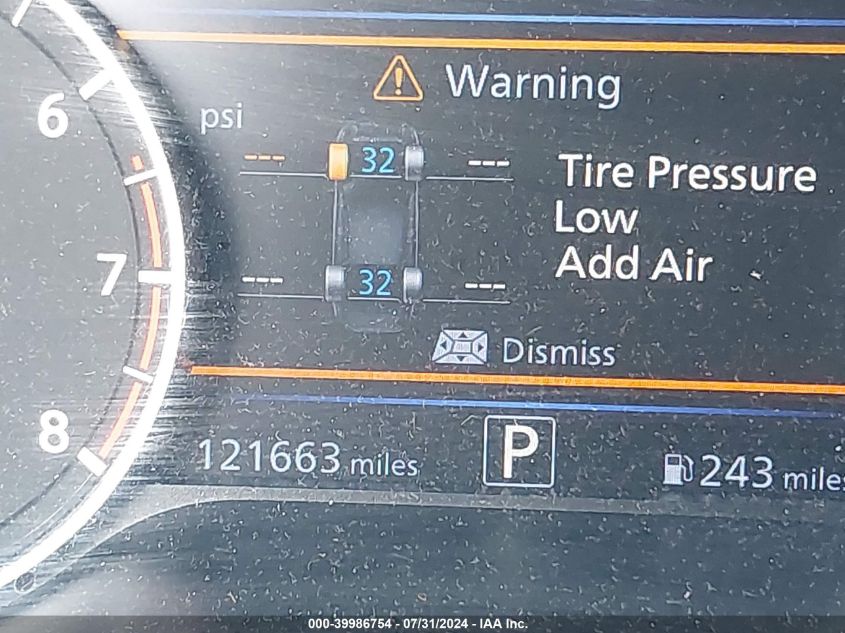 Warning
6
psi
--- 32 ---
Tire Pressure
Low
Add Air
7
--- 32 ---
Dismiss
8
121663 miles
P
243 miles
000-39986754 - 07/31/2024 - IAA Inc.